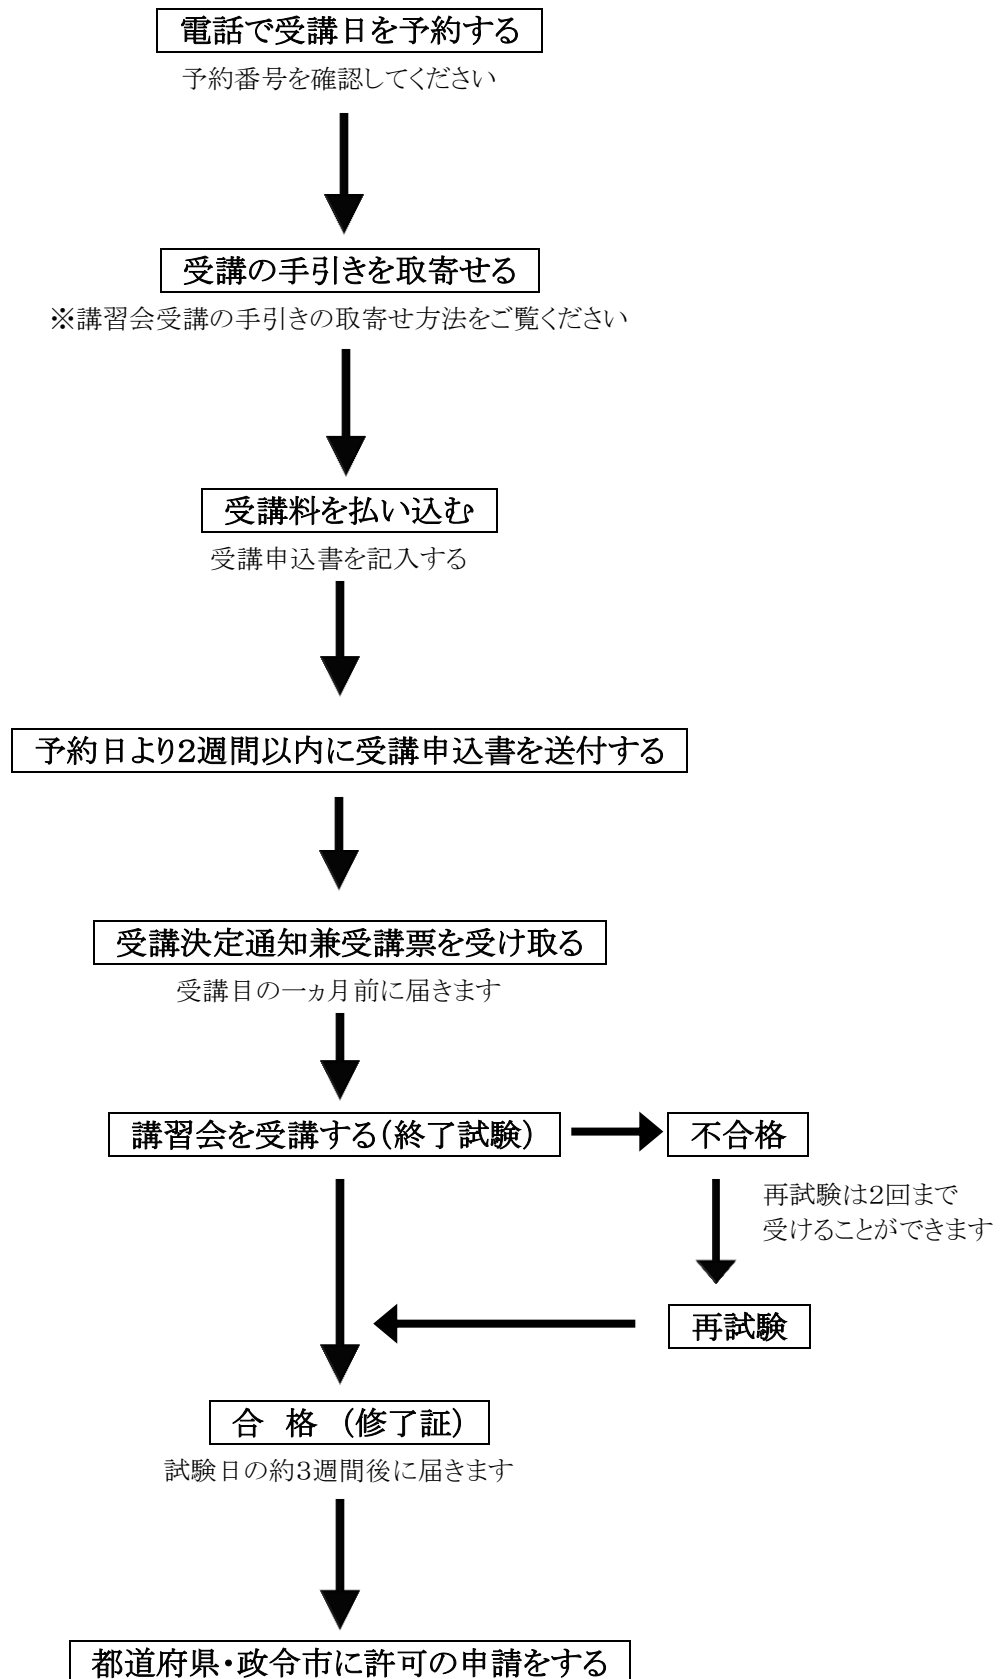 電話で受講日を予約する
予約番号を確認してください
受講の手引きを取寄せる
※講習会受講の手引きの取寄せ方法をご覧ください
受講料を払い込む
受講申込書を記入する
予約日より2週間以内に受講申込書を送付する
受講決定通知兼受講票を受け取る
受講目の一ヵ月前に届きます
講習会を受講する(終了試験)
不合格
再試験は2回まで
受けることができます
再試験
合 格 (修了証)
試験日の約3週間後に届きます
都道府県・政令市に許可の申請をする